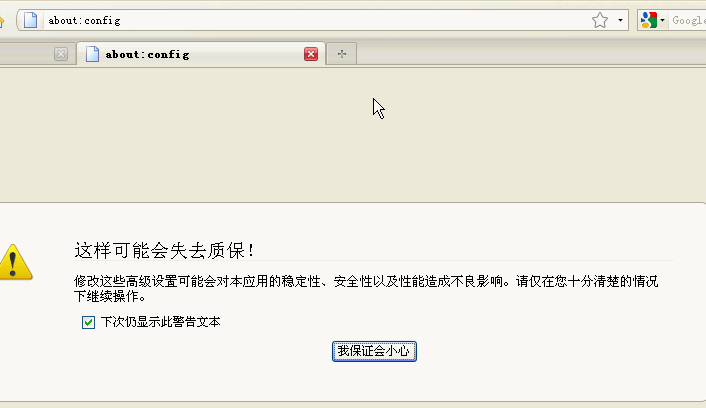 about:config
Google
about:config
这样可能会失去质保!
修改这些高级设置可能会对本应用的稳定性、安全性以及性能造成不良影响。请仅在您十分清楚的情况
下继续操作。
下次仍显示此警告文本
我保证会小心